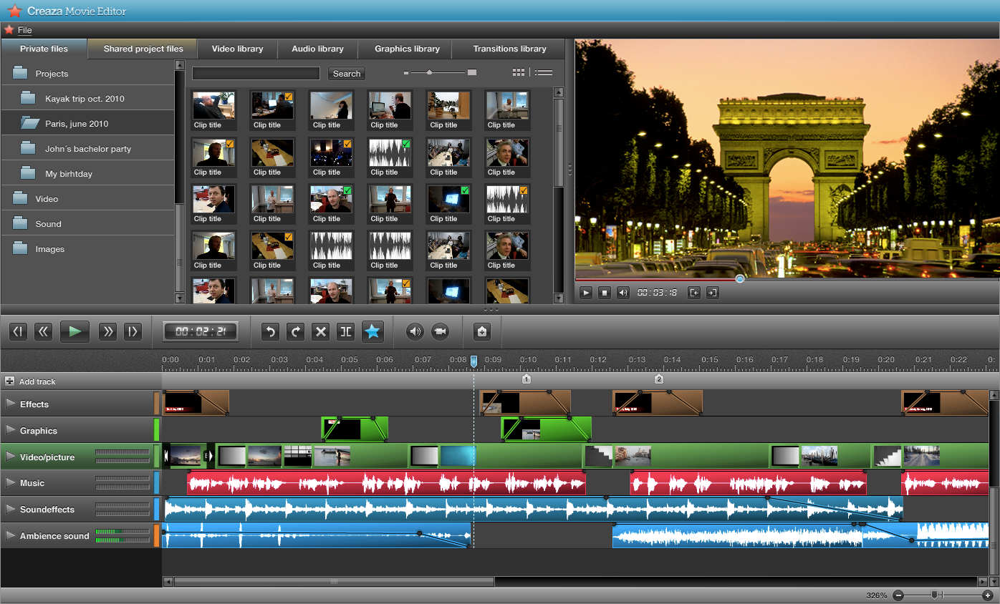 Creaza Movie Editor
File
Private files
Shared project files
Video library
Audio library
Graphics library
Transitions library
Projects
Kayak trip oct. 2010
Paris, june 2010
John´s bachelor party
My birhtday
Video
Sound
Images
Search
Clip title Clip title Clip title Clip title Clip title Clip title
Clip title Clip title Clip title Clip title Clip title Clip title
Clip title Clip title Clip title Clip title Clip title Clip title
Clip title Clip title Clip title Clip title Clip title Clip title
00:03:18
00:02:21
0:00 0:01 0:02 0:03 0:04 0:05 0:06 0:07 0:08 0:09 0:10 0:11 0:12 0:13 0:14 0:15 0:16 0:17 0:18 0:19 0:20 0:21 0:22 0:
Add track
1 2
Effects
Graphics
Video/picture
Music
Soundeffects
Ambience sound
326%